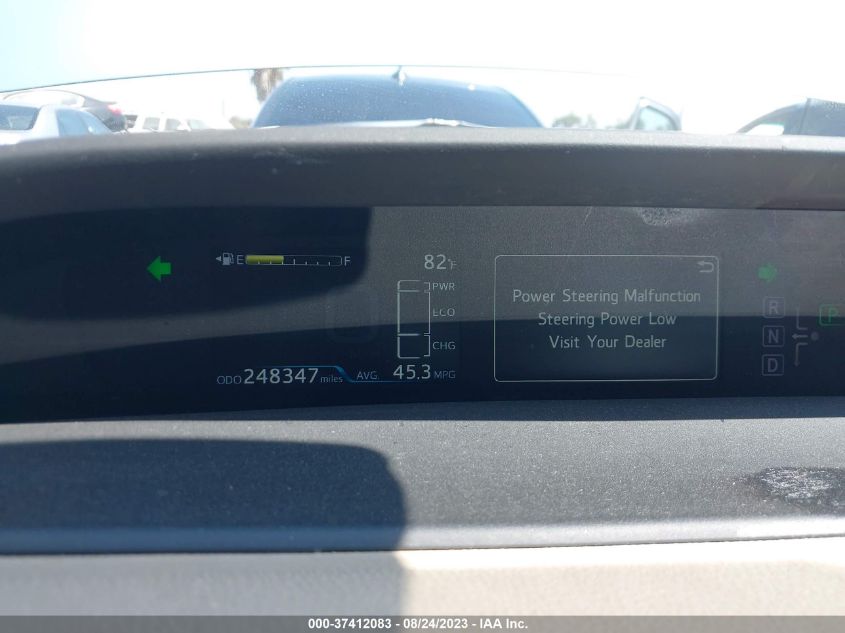 E F
82°F
PWR
ECO
CHG
ODO 248347 miles AVG. 45.3 MPG
Power Steering Malfunction
Steering Power Low
Visit Your Dealer
R
N
D
P
000-37412083 - 08/24/2023 - IAA Inc.